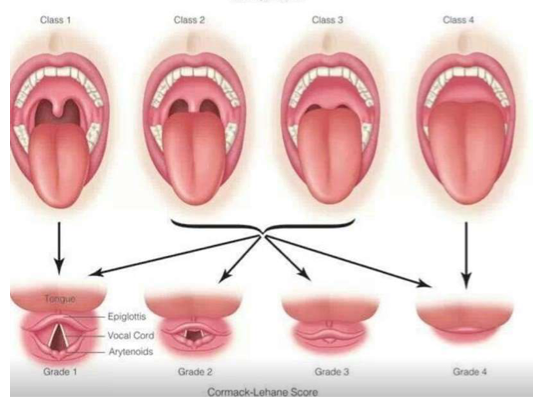 Class 1
Class 2
Class 3
Class 4
Tongue
Epiglottis
Vocal Cord
Arytenoids
Grade 1
Grade 2
Grade 3
Grade 4
Cormack-Lehane Score